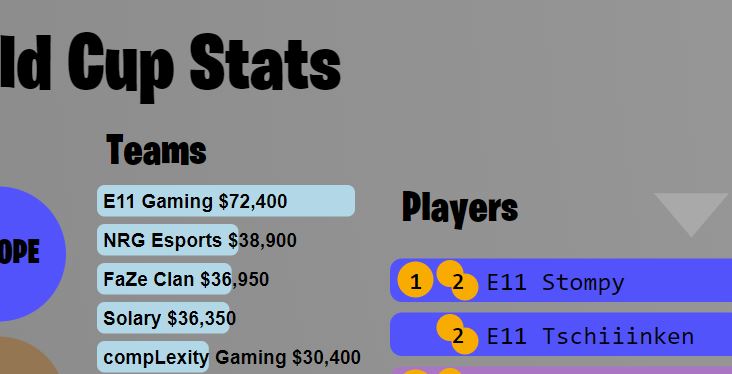 ld Cup Stats
Teams
E11 Gaming $72,400
NRG Esports $38,900
FaZe Clan $36,950
Solary $36,350
compLexity Gaming $30,400
OPE
Players
1 2 E11 Stompy
2 E11 Tschiiinken